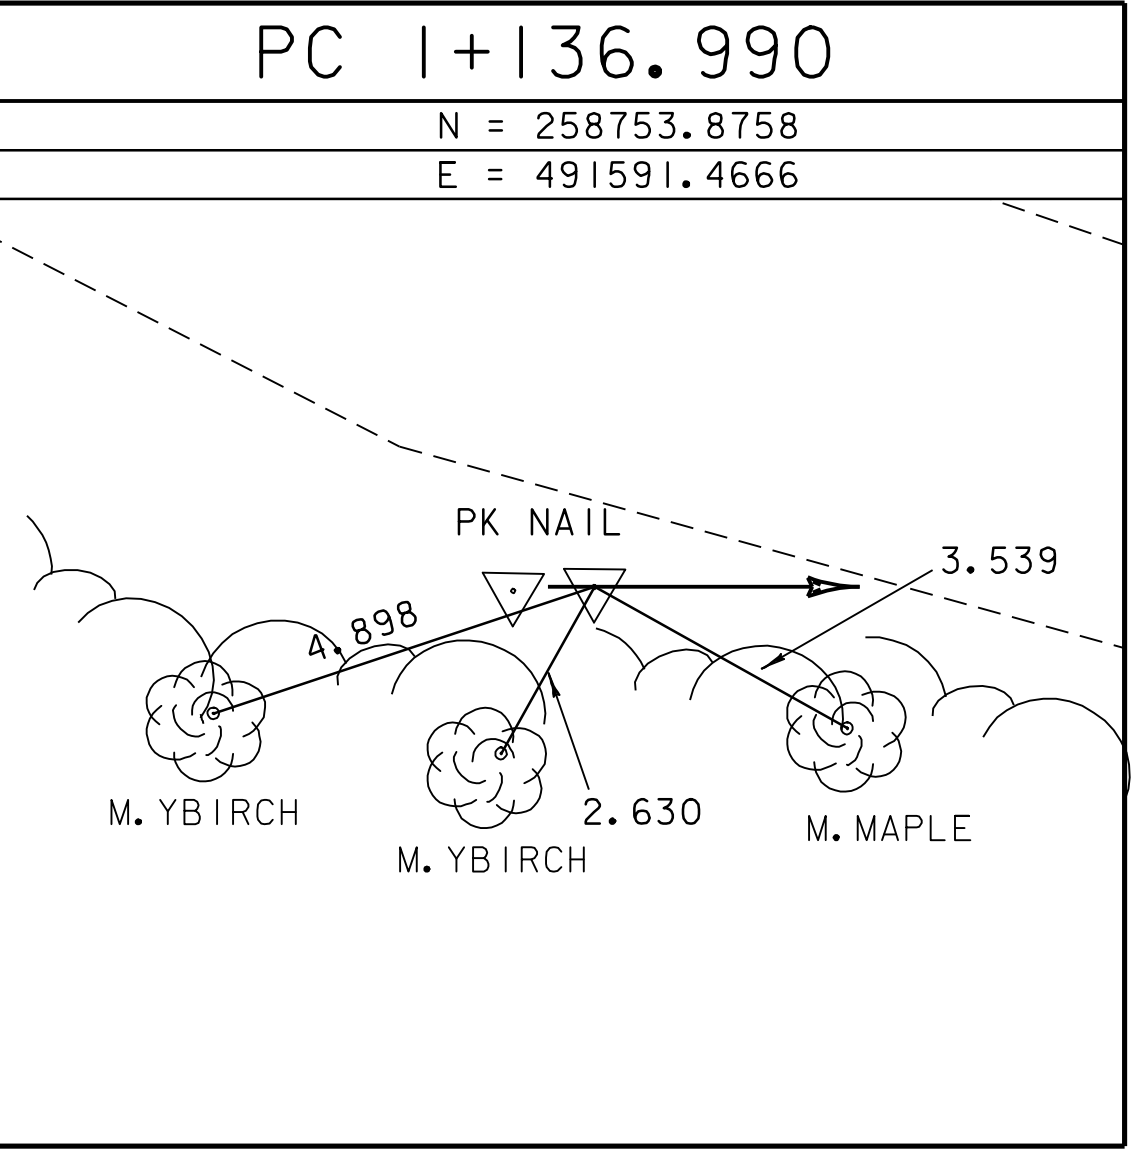 PC 1+136.990
N = 258753.8758
E = 491591.4666
PK NAIL
3.539
4.898
2.630
M. YBIRCH
M. MAPLE
M. YBIRCH